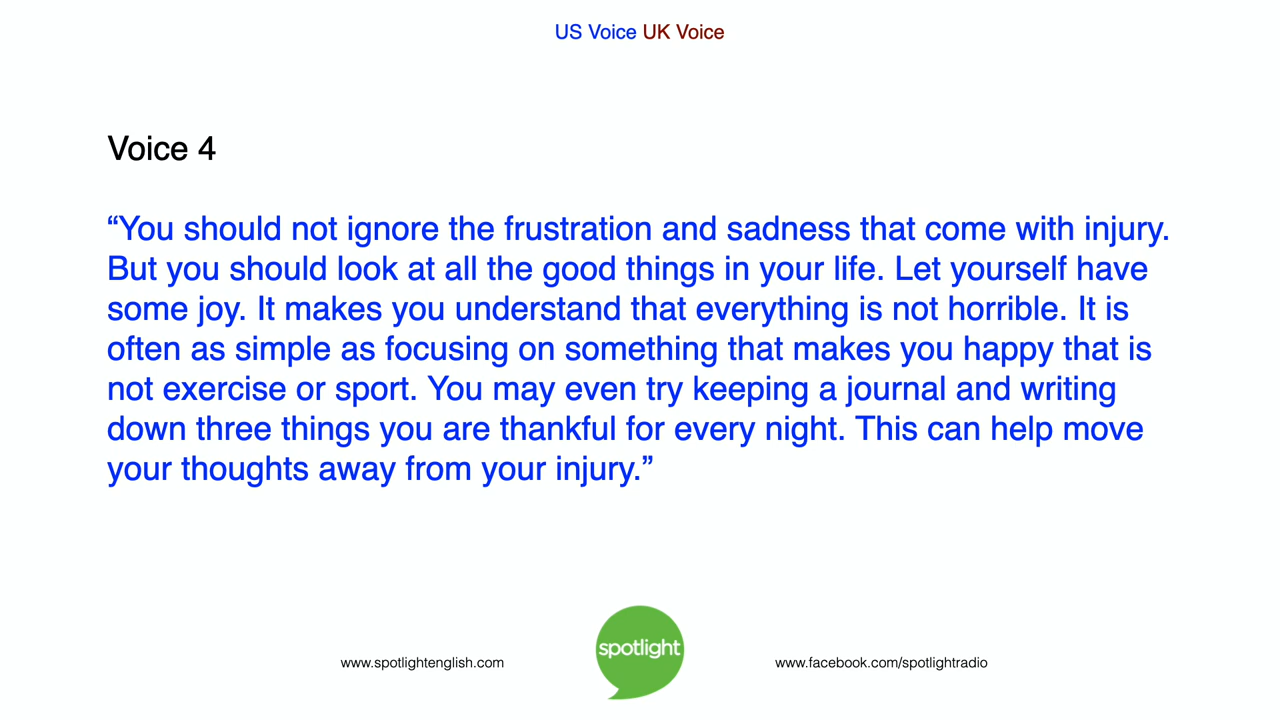 US Voice UK Voice
Voice 4
“You should not ignore the frustration and sadness that come with injury.
But you should look at all the good things in your life. Let yourself have
some joy. It makes you understand that everything is not horrible. It is
often as simple as focusing on something that makes you happy that is
not exercise or sport. You may even try keeping a journal and writing
down three things you are thankful for every night. This can help move
your thoughts away from your injury.”
spotlight
www.spotlightenglish.com
www.facebook.com/spotlightradio